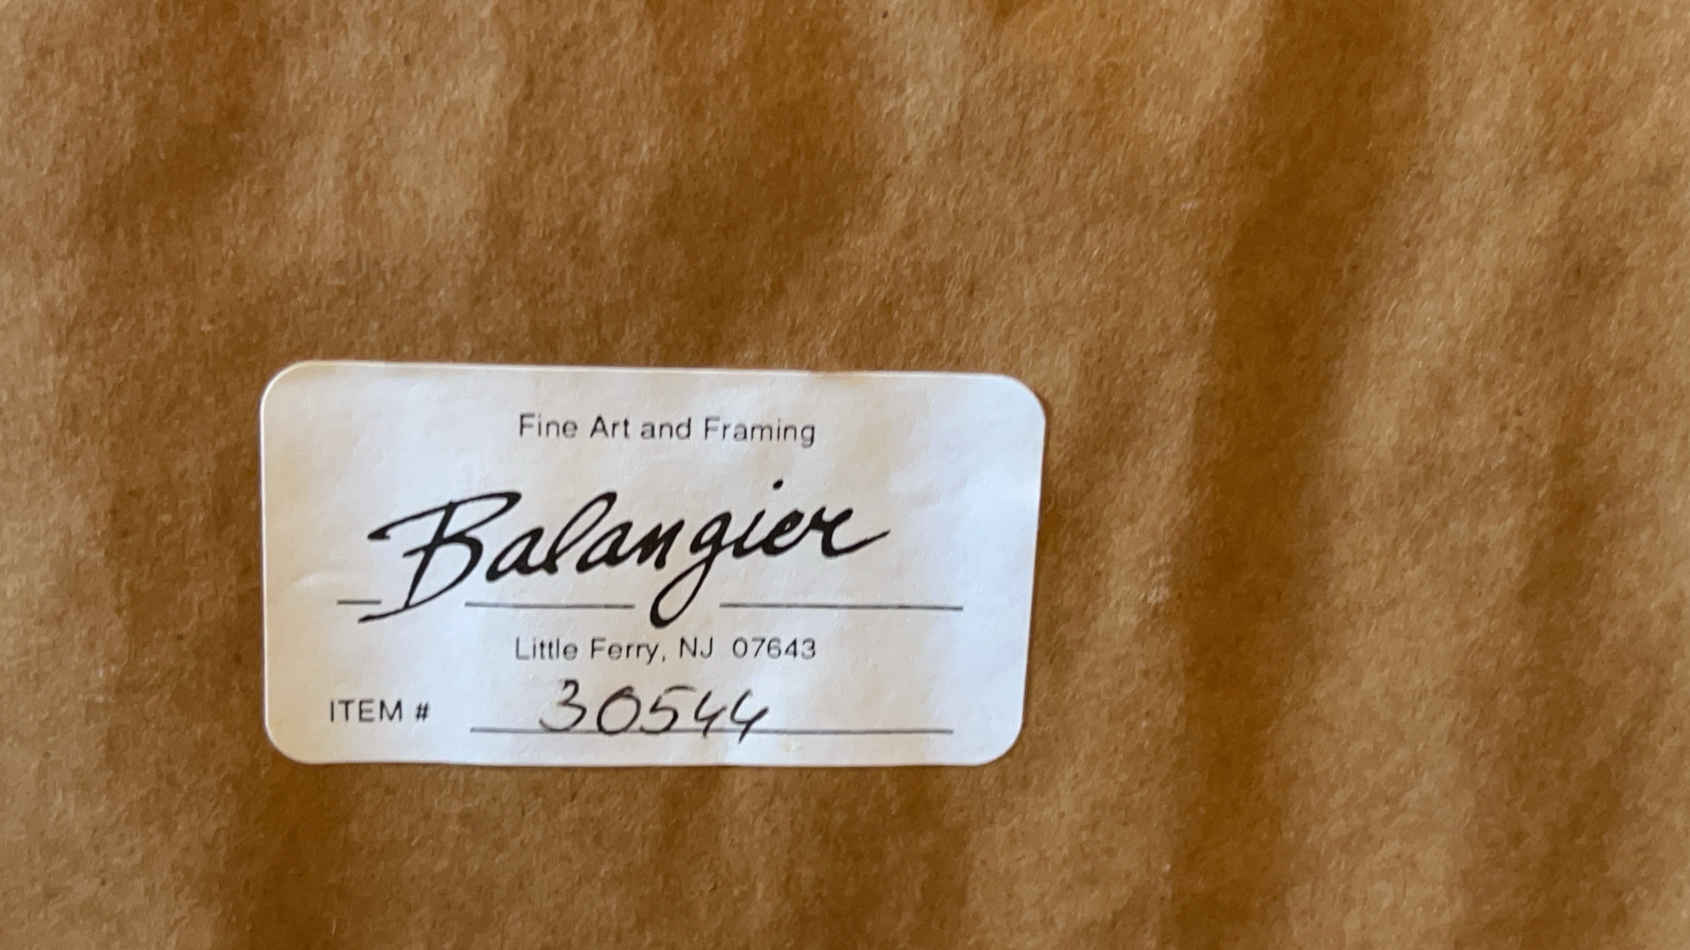 Fine Art and Framing
Balangier
Little Ferry, NJ 07643
ITEM # 30544